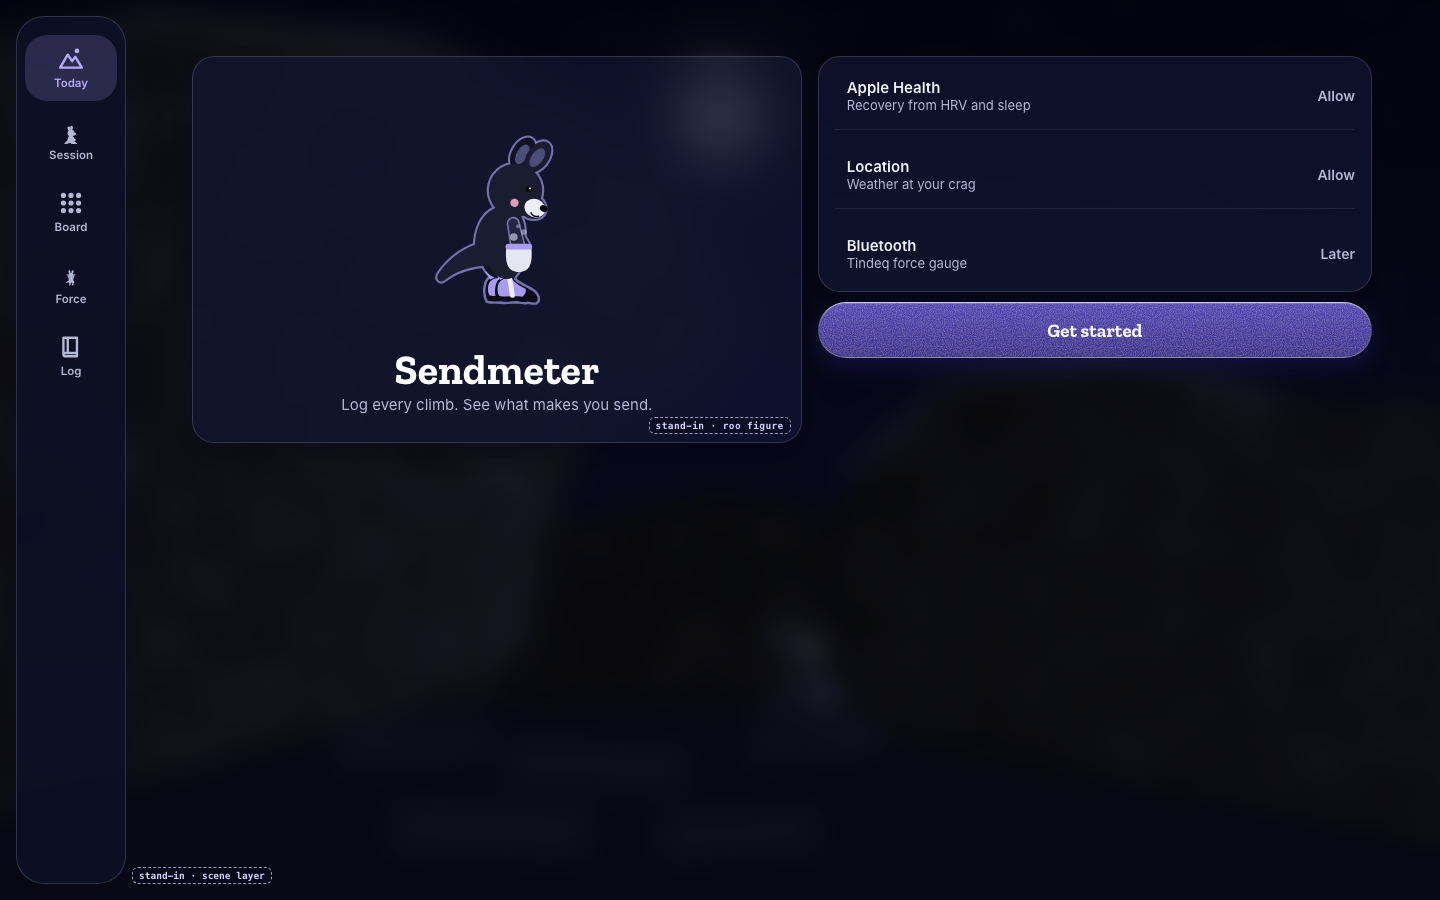 Today
Session
Board
Force
Log
Sendmeter
Log every climb. See what makes you send.
stand-in · roo figure
Apple Health
Recovery from HRV and sleep
Allow
Location
Weather at your crag
Allow
Bluetooth
Tindeq force gauge
Later
Get started
stand-in · scene layer